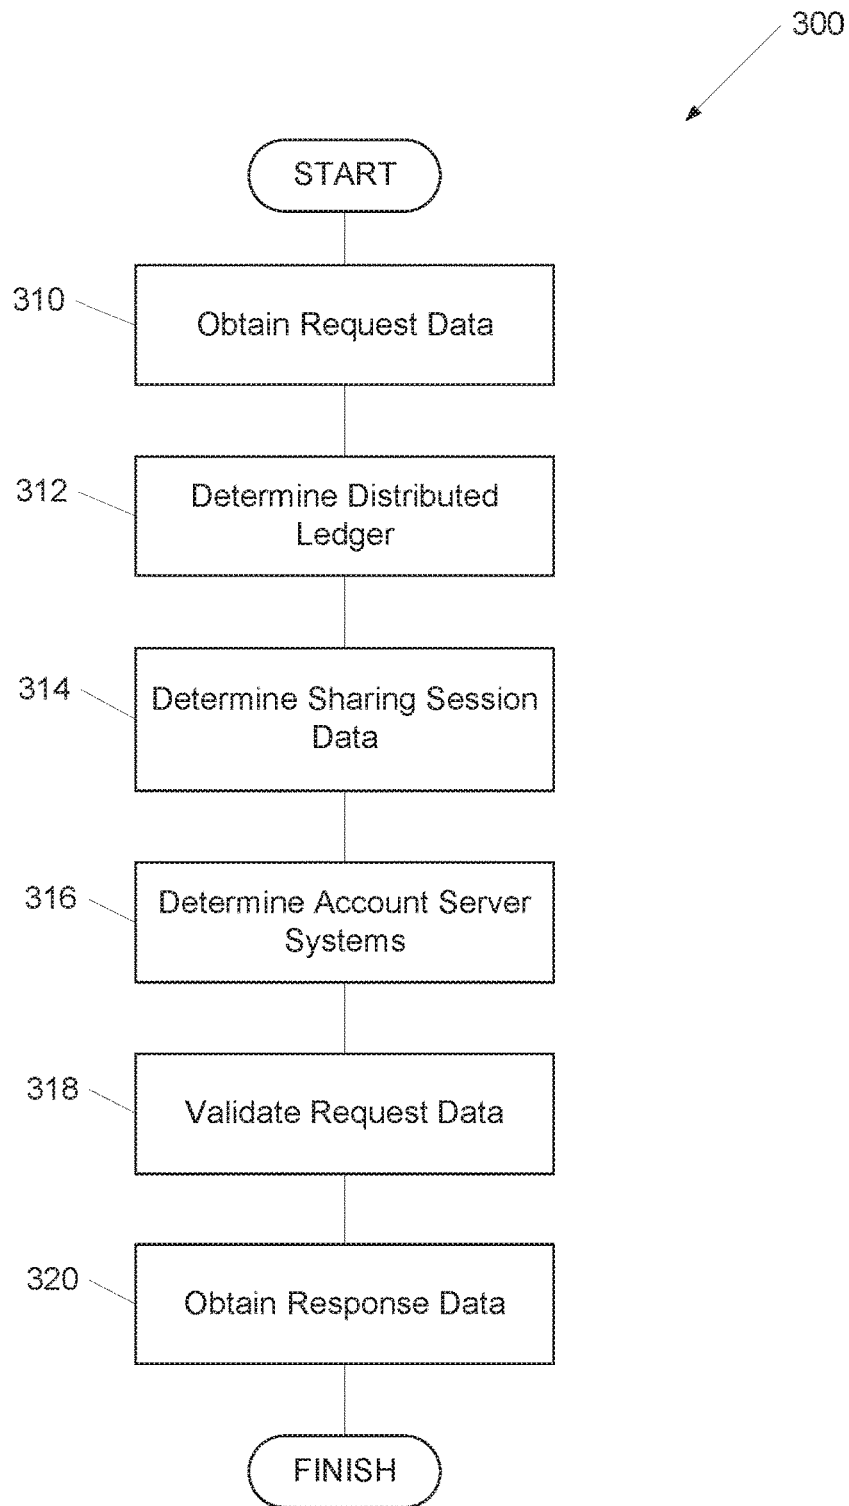 300
START
310
Obtain Request Data
312
Determine Distributed
Ledger
314
Determine Sharing Session
Data
316
Determine Account Server
Systems
318
Validate Request Data
320
Obtain Response Data
FINISH